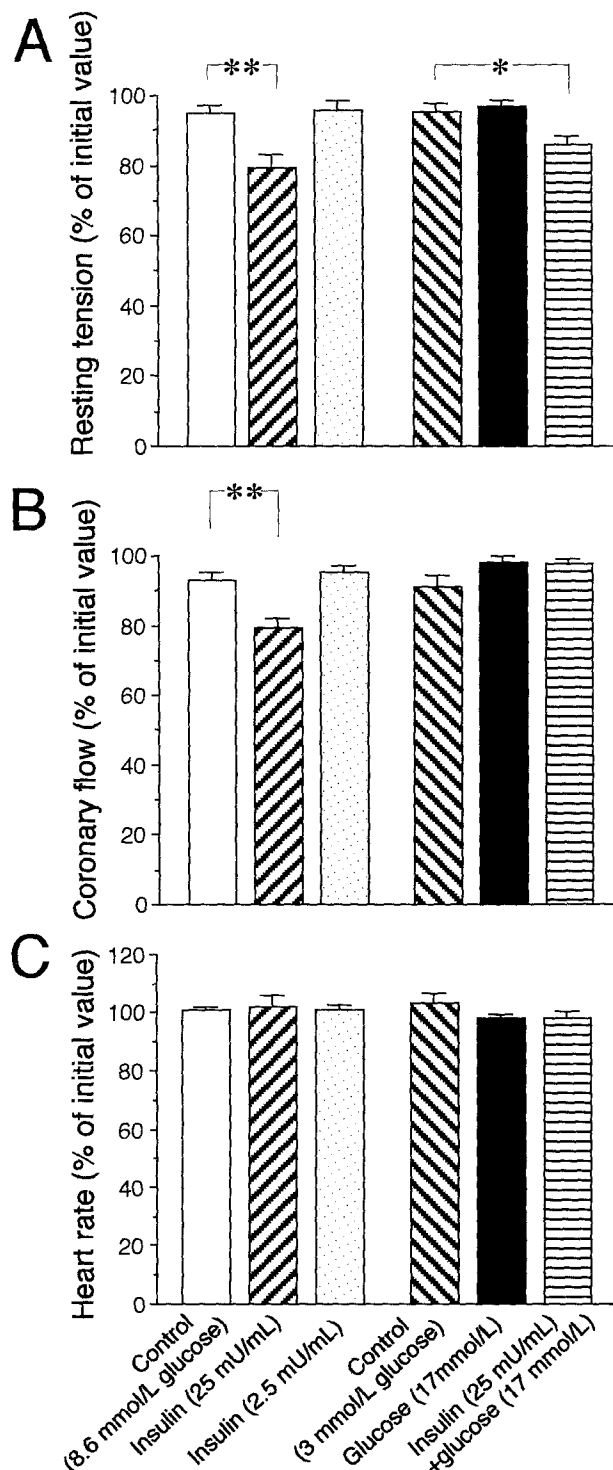 A
**
*
Resting tension (% of initial value)
100
80
60
40
20
0
B
**
Coronary flow (% of initial value)
100
80
60
40
20
0
C
Heart rate (% of initial value)
120
100
80
60
40
20
0
Control
(8.6 mmol/L glucose)
Insulin (25 mU/mL)
Insulin (2.5 mU/mL)
Control
(3 mmol/L glucose)
Glucose (17mmol/L)
Insulin (25 mU/mL)
+glucose (17 mmol/L)